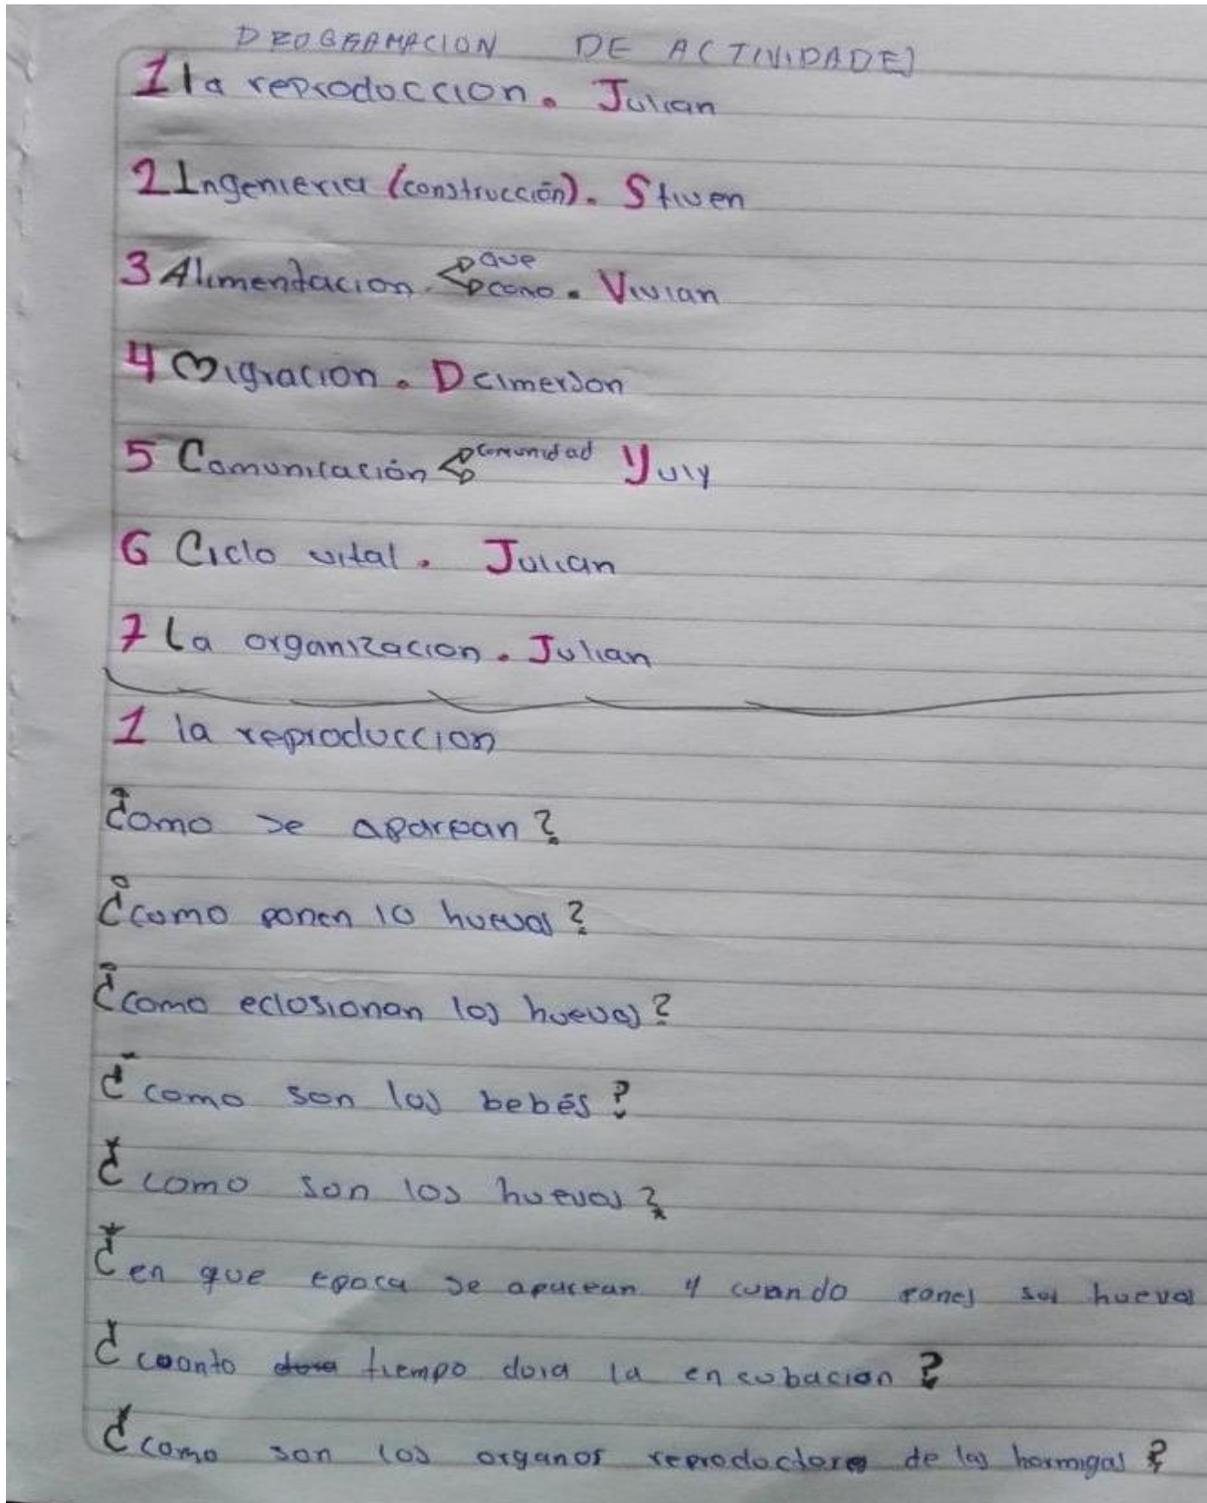 PROGRAMACION DE ACTIVIDADES
1 la reproduccion. Julian
2 Ingenieria (construcción). Stiven
3 Alimentacion que como. Vivian
4 Migracion. Deimerson
5 Comunicación comunidad Yuly
6 Ciclo vital. Julian
7 La organizacion. Julian
1 la reproduccion
¿como se aparean?
¿como ponen lo huevos?
¿como eclosionan los huevos?
¿como son los bebés?
¿como son los huevos?
¿en que epoca se aparean y cuando pones sus huevos
¿cuanto tiempo dura la encubacion?
¿como son los organos reproductores de las hormigas?